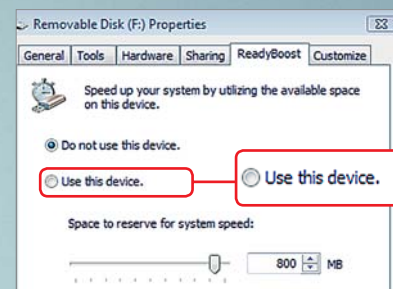 Removable Disk (F:) Properties
General Tools Hardware Sharing ReadyBoost Customize
Speed up your system by utilizing the available space
on this device.
Do not use this device.
Use this device.
Use this device.
Space to reserve for system speed:
800 MB